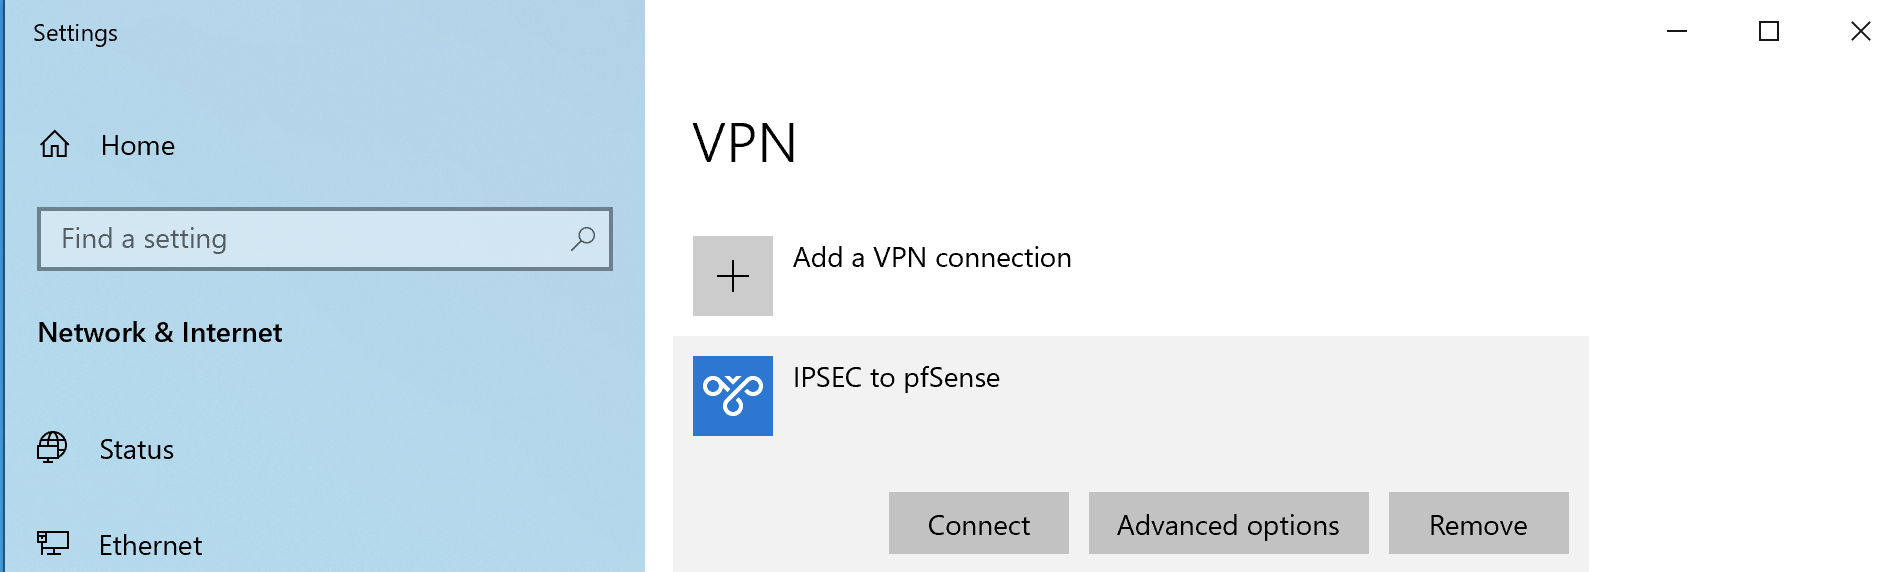 Settings
Home
Find a setting
Network & Internet
Status
Ethernet
VPN
Add a VPN connection
IPSEC to pfSense
Connect
Advanced options
Remove